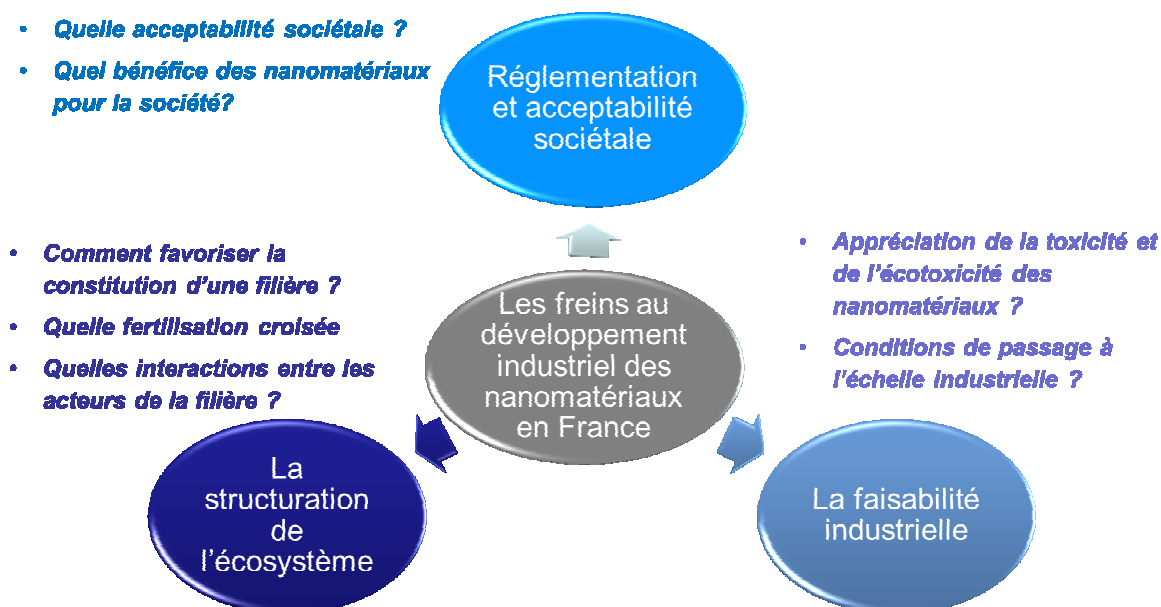 • Quelle acceptabilité sociétale ?
• Quel bénéfice des nanomatériaux
pour la société?
Réglementation
et acceptabilité
sociétale
• Comment favoriser la
constitution d'une filière ?
• Quelle fertilisation croisée
• Quelles interactions entre les
acteurs de la filière ?
Les freins au
développement
industriel des
nanomatériaux
en France
• Appréciation de la toxicité et
de l'écotoxicité des
nanomatériaux ?
• Conditions de passage à
l'échelle industrielle ?
La
structuration
de
l'écosystème
La faisabilité
industrielle